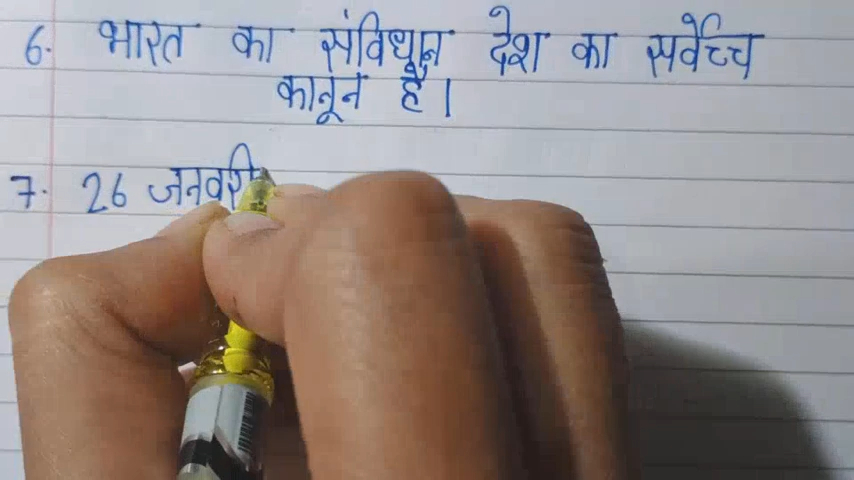 6. भारत का संविधान देश का सर्वेच्च
कानून है।
7. 26 जनवरी